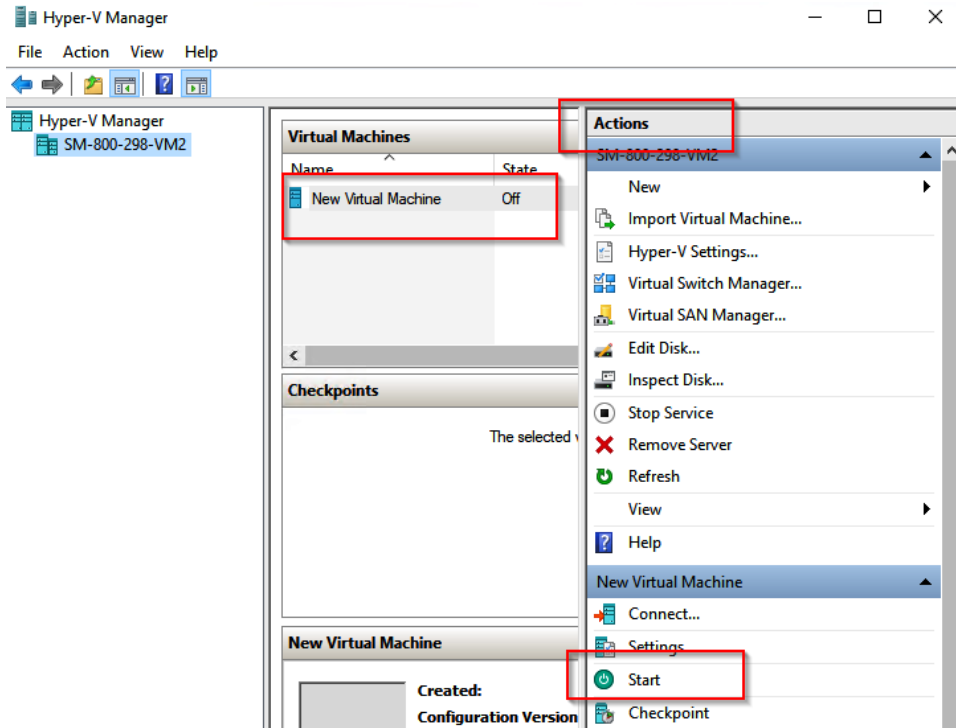 Hyper-V Manager
File Action View Help
Hyper-V Manager
SM-800-298-VM2
Virtual Machines
Name State
New Virtual Machine Off
Checkpoints
The selected
New Virtual Machine
Created:
Configuration Version
Actions
SM-800-298-VM2
New
Import Virtual Machine...
Hyper-V Settings...
Virtual Switch Manager...
Virtual SAN Manager...
Edit Disk...
Inspect Disk...
Stop Service
Remove Server
Refresh
View
Help
New Virtual Machine
Connect...
Settings
Start
Checkpoint